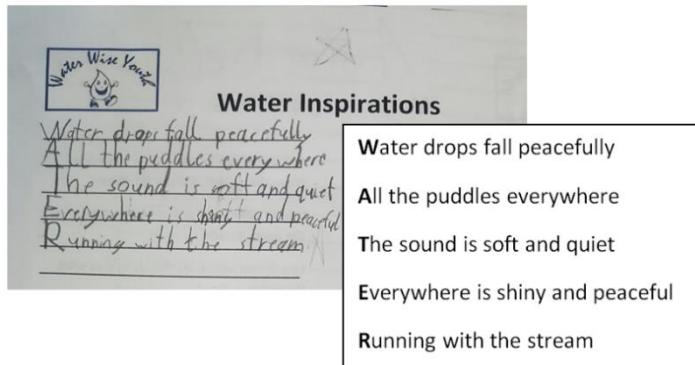 Water Wise Youth
Water Inspirations
Water drops fall peacefully
All the puddles everywhere
The sound is soft and quiet
Everywhere is shiny and peaceful
Running with the stream
Water drops fall peacefully
All the puddles everywhere
The sound is soft and quiet
Everywhere is shiny and peaceful
Running with the stream